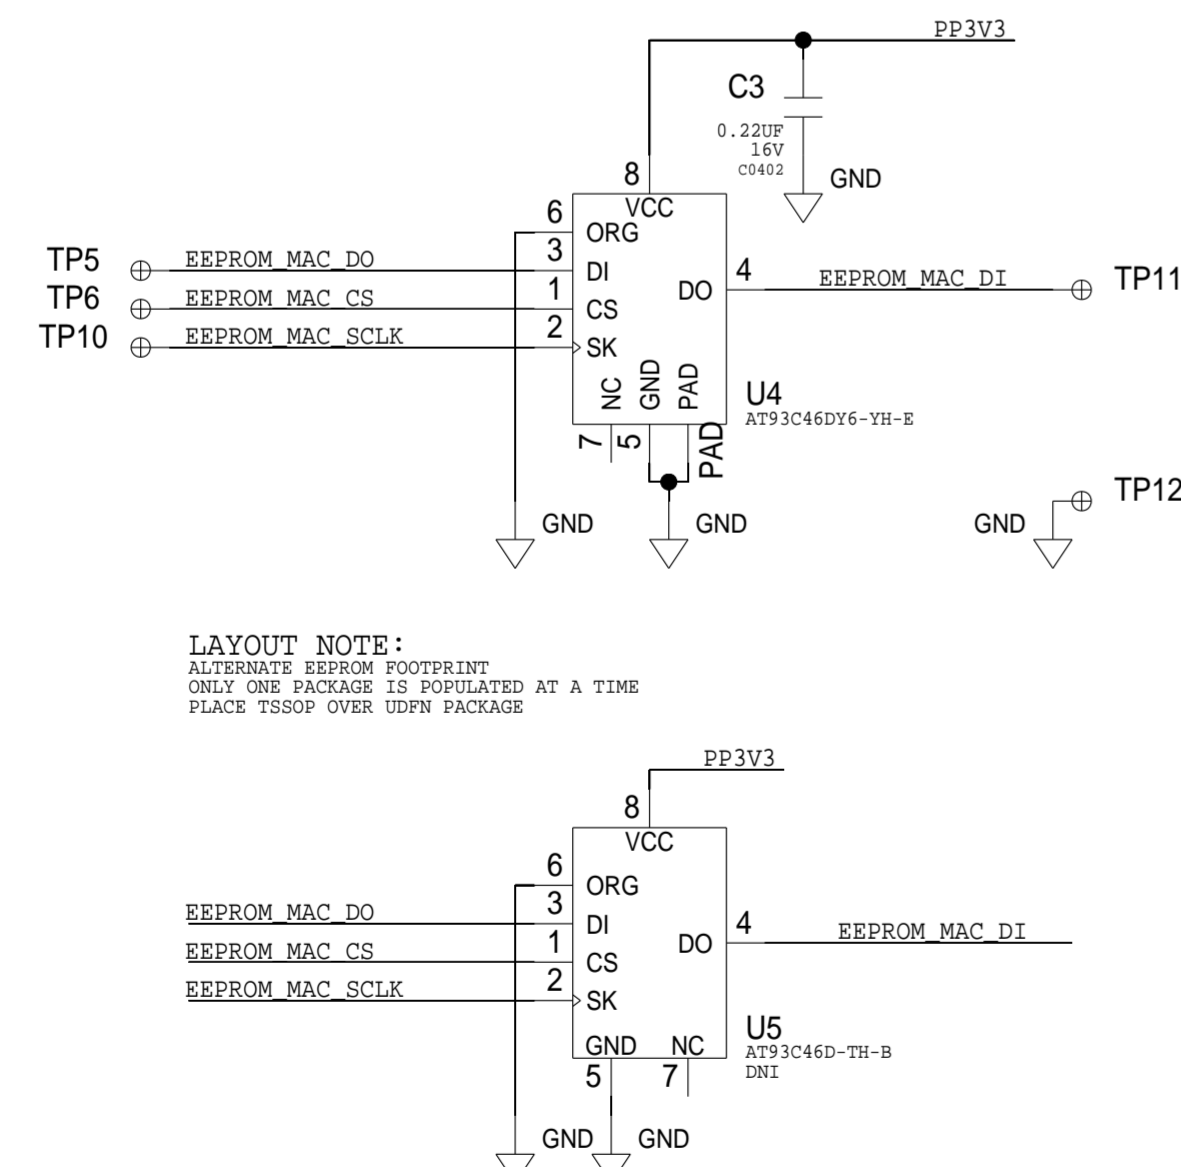 PP3V3
C3
0.22UF
16V
C0402
GND
8
VCC
6
ORG
TP5
EEPROM_MAC_DO
3
DI
TP6
EEPROM_MAC_CS
1
CS
TP10
EEPROM_MAC_SCLK
2
SK
DO
4
EEPROM_MAC_DI
TP11
NC
GND
PAD
7
5
PAD
U4
AT93C46DY6-YH-E
GND
GND
GND
TP12
LAYOUT NOTE:
ALTERNATE EEPROM FOOTPRINT
ONLY ONE PACKAGE IS POPULATED AT A TIME
PLACE TSSOP OVER UDFN PACKAGE
PP3V3
8
VCC
6
ORG
EEPROM_MAC_DO
3
DI
EEPROM_MAC_CS
1
CS
EEPROM_MAC_SCLK
2
SK
DO
4
EEPROM_MAC_DI
GND
NC
5
7
U5
AT93C46D-TH-B
DNI
GND
GND